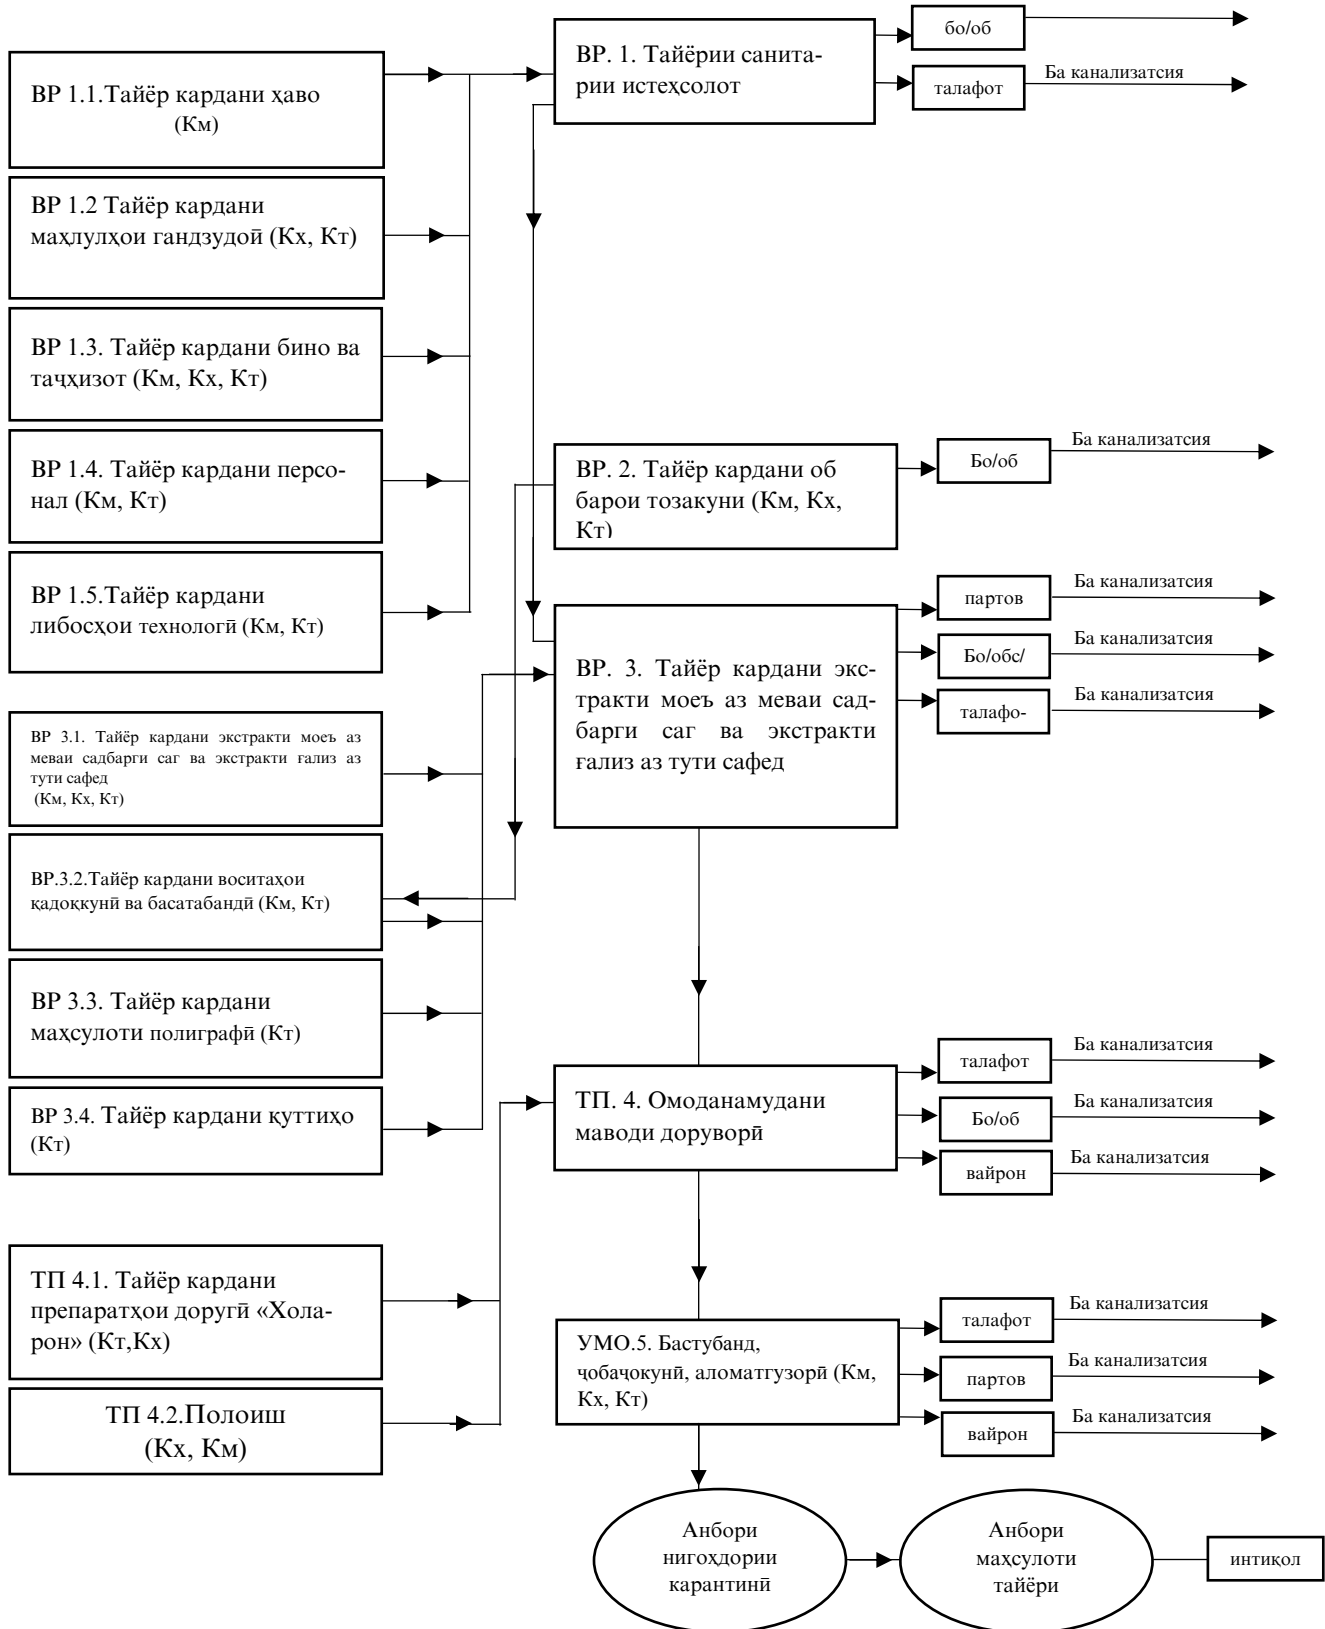 ВР 1.1.Тайёр кардани ҳаво
(Км)
ВР 1.2 Тайёр кардани
маҳлулҳои гандзудоӣ (Кх, Кт)
ВР 1.3. Тайёр кардани бино ва
таҷҳизот (Км, Кх, Кт)
ВР 1.4. Тайёр кардани персо-
нал (Км, Кт)
ВР 1.5.Тайёр кардани
либосҳои технологӣ (Км, Кт)
ВР 3.1. Тайёр кардани экстракти моеъ аз
меваи садбарги саг ва экстракти ғализ аз
тути сафед
(Км, Кх, Кт)
ВР.3.2.Тайёр кардани воситаҳои
қадоққунӣ ва басатабандӣ (Км, Кт)
ВР 3.3. Тайёр кардани
маҳсулоти полиграфӣ (Кт)
ВР 3.4. Тайёр кардани қуттиҳо
(Кт)
ТП 4.1. Тайёр кардани
препаратҳои доругӣ «Хола-
рон» (Кт,Кх)
ТП 4.2.Полоиш
(Кх, Км)
ВР. 1. Тайёрии санита-
рии истеҳсолот
бо/об
талафот
Ба канализатсия
ВР. 2. Тайёр кардани об
барои тозакуни (Км, Кх,
Кт)
Бо/об
Ба канализатсия
ВР. 3. Тайёр кардани экс-
тракти моеъ аз меваи сад-
барги саг ва экстракти
ғализ аз тути сафед
партов
Ба канализатсия
Бо/обс/
Ба канализатсия
талафо-
Ба канализатсия
ТП. 4. Омоданамудани
маводи доруворӣ
талафот
Ба канализатсия
Бо/об
Ба канализатсия
вайрон
Ба канализатсия
УМО.5. Бастубанд,
ҷобаҷокунӣ, аломатгузорӣ (Км,
Кх, Кт)
талафот
Ба канализатсия
партов
Ба канализатсия
вайрон
Ба канализатсия
Анбори
нигоҳдории
карантинӣ
Анбори
маҳсулоти
тайёри
интиқол